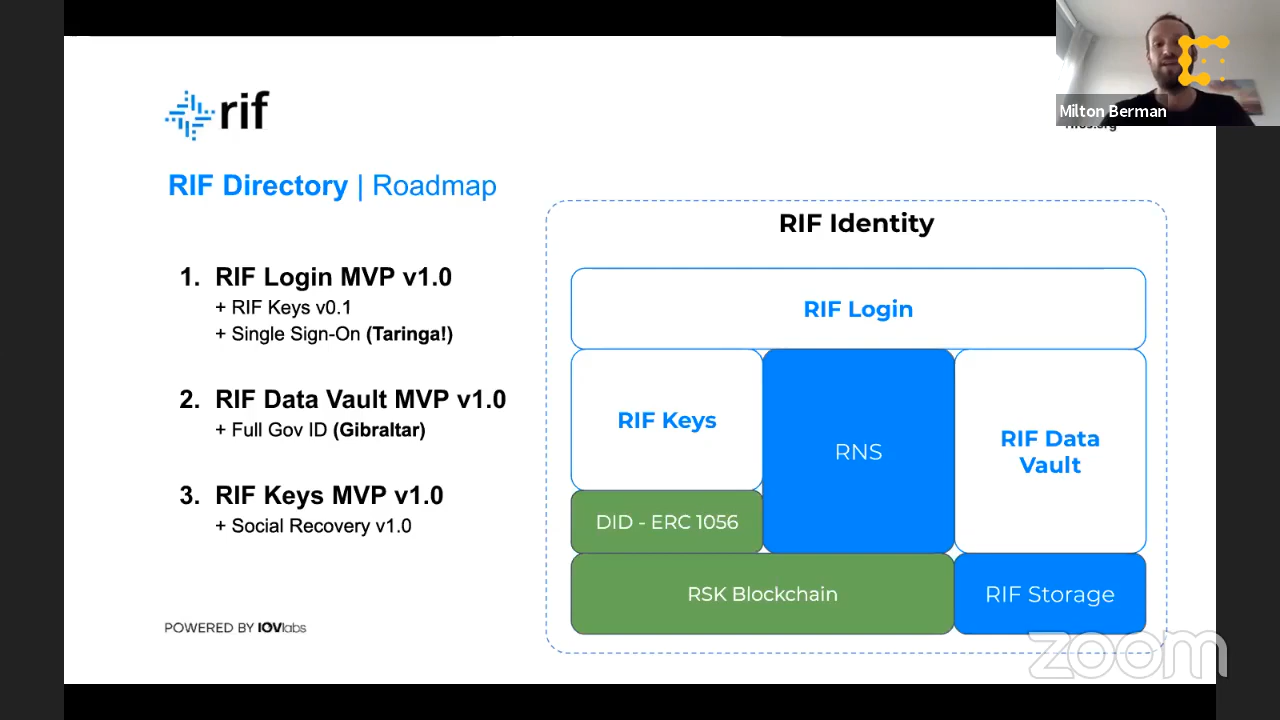 rif
Milton Berman
RIF Directory | Roadmap
1. RIF Login MVP v1.0
+ RIF Keys v0.1
+ Single Sign-On (Taringa!)
2. RIF Data Vault MVP v1.0
+ Full Gov ID (Gibraltar)
3. RIF Keys MVP v1.0
+ Social Recovery v1.0
POWERED BY IOVlabs
RIF Identity
RIF Login
RIF Keys
RNS
RIF Data
Vault
DID - ERC 1056
RSK Blockchain
RIF Storage
zoom